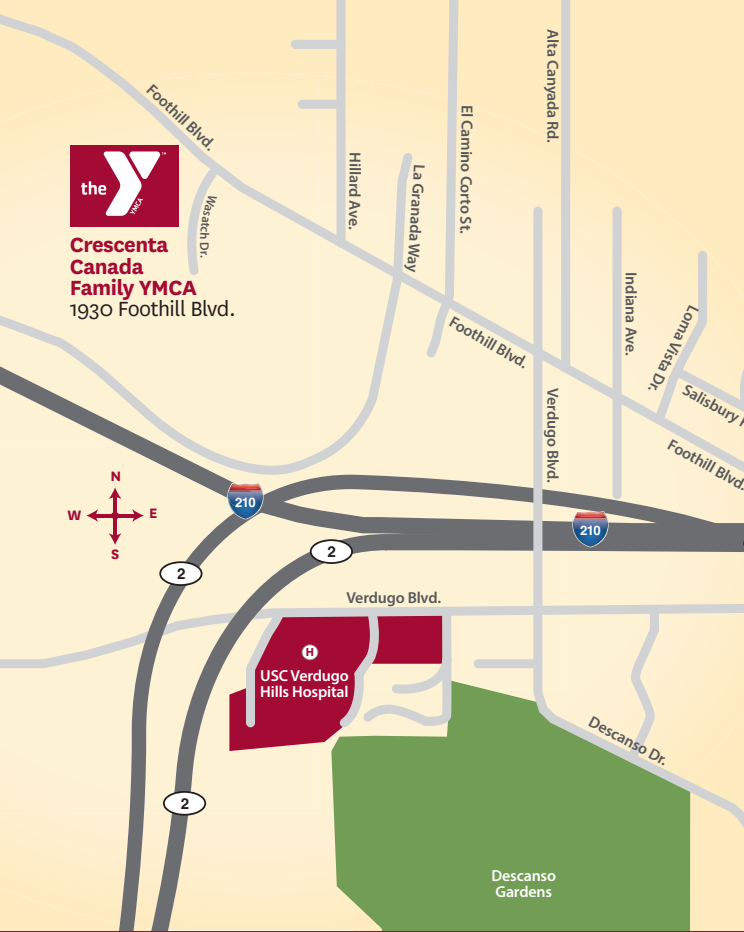 Foothill Blvd.
Alta Canyada Rd.
El Camino Corto St.
Hillard Ave.
La Granada Way
Wasatch Dr.
the
YMCA
™
Crescenta
Canada
Family YMCA
1930 Foothill Blvd.
Foothill Blvd.
Indiana Ave.
Loma Vista Dr.
Salisbury
Verdugo Blvd.
Foothill Blvd.
N
W
E
S
210
210
2
2
Verdugo Blvd.
H
USC Verdugo
Hills Hospital
Descanso Dr.
2
Descanso
Gardens